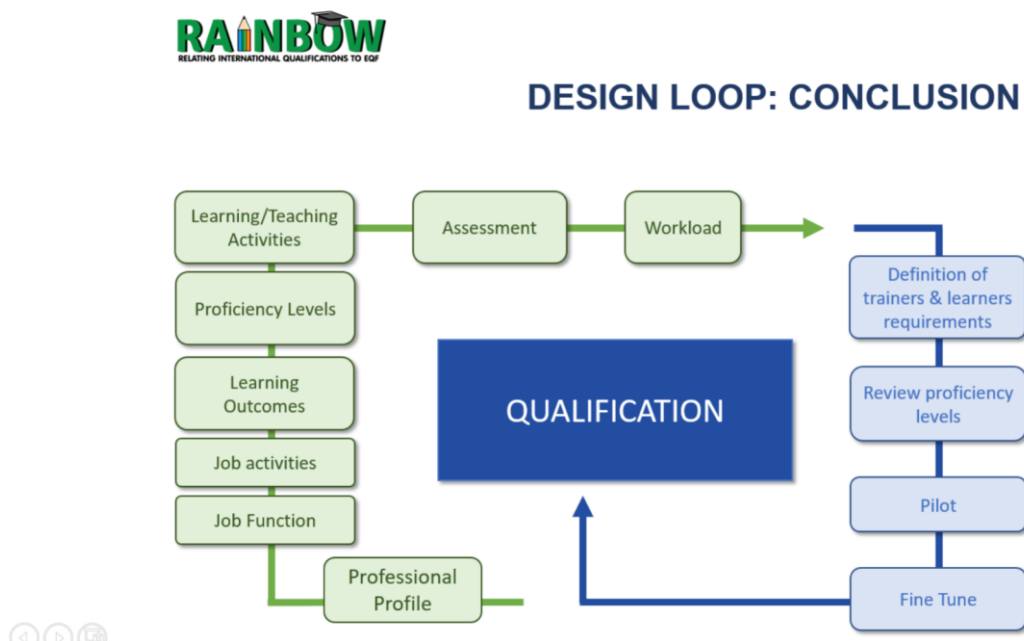 RAINBOW
RELATING INTERNATIONAL QUALIFICATIONS TO EQF
DESIGN LOOP: CONCLUSION
Learning/Teaching
Activities
Assessment
Workload
Proficiency Levels
Learning
Outcomes
Job activities
Job Function
Professional
Profile
QUALIFICATION
Definition of
trainers & learners
requirements
Review proficiency
levels
Pilot
Fine Tune